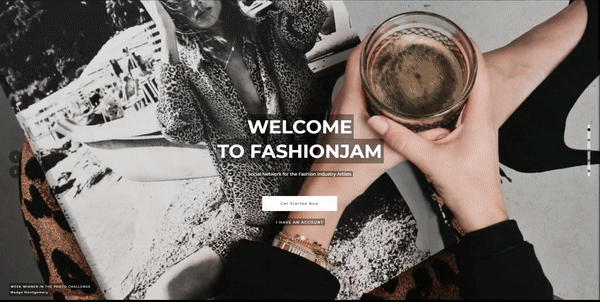 WELCOME
TO FASHIONJAM
Social Network for the Fashion Industry Artists
Get Started Now
I HAVE AN ACCOUNT
WEEK WINNER IN THE PHOTO CHALLENGE
Madge Montgomery